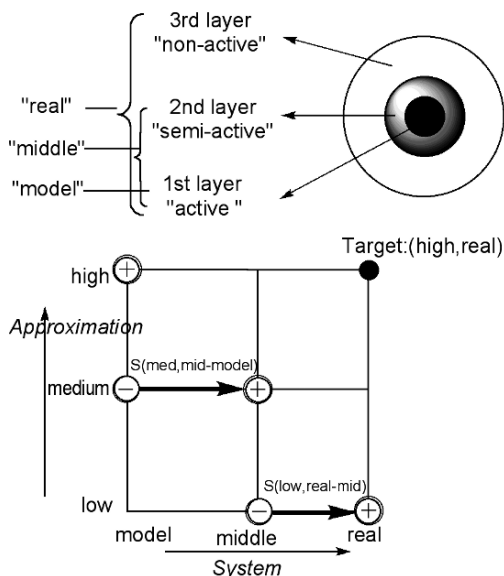 3rd layer
"non-active"
"real"
2nd layer
"semi-active"
"middle"
"model"
1st layer
"active "
Target:(high,real)
high
+
Approximation
S(med,mid-model)
medium
−
+
S(low,real-mid)
low
−
+
model
middle
real
System